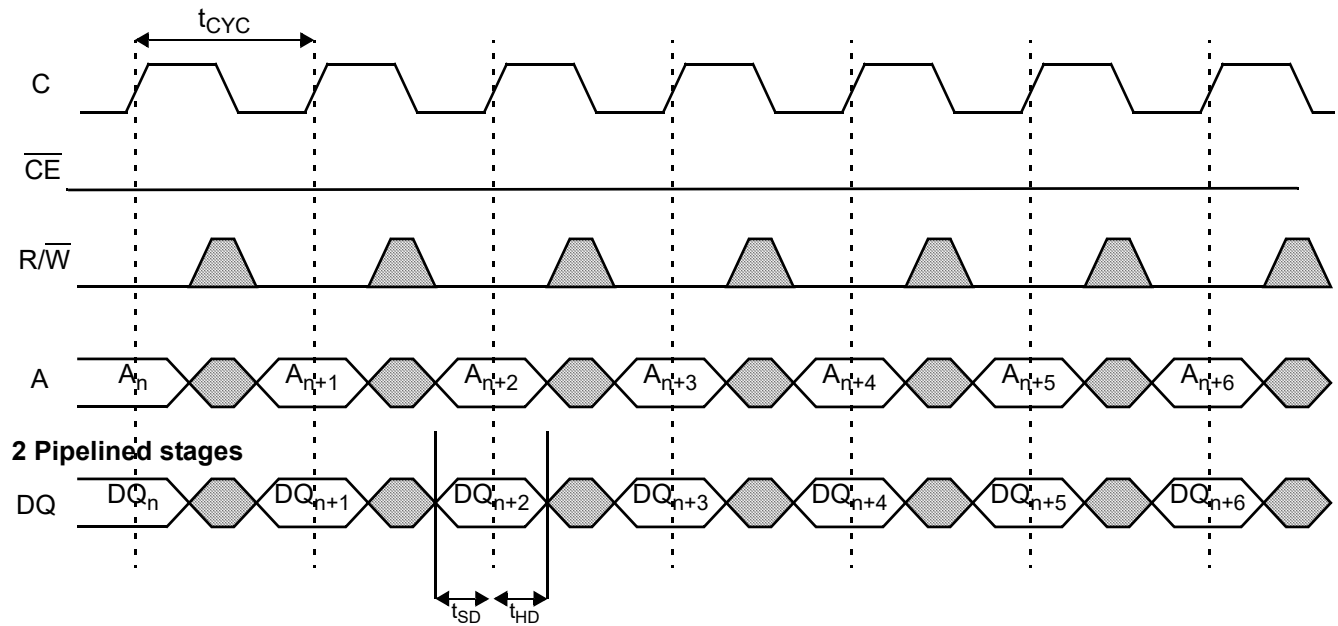 tCYC
C
C̅E̅
R/W̅
A An An+1 An+2 An+3 An+4 An+5 An+6
2 Pipelined stages
DQ DQn DQn+1 DQn+2 DQn+3 DQn+4 DQn+5 DQn+6
tSD tHD